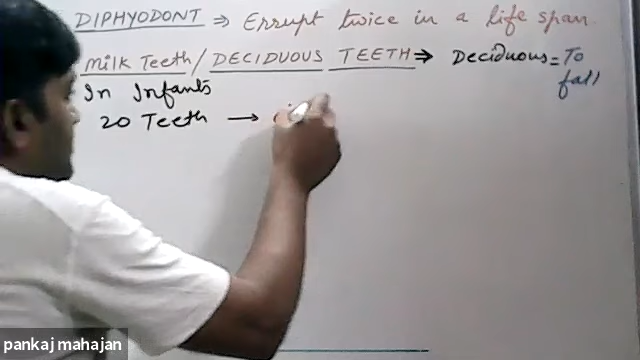 DIPHYODONT ⇒ Errupt twice in a life span.
Milk Teeth / DECIDUOUS TEETH ⇒ Deciduous = To fall
In Infants
20 Teeth →
pankaj mahajan